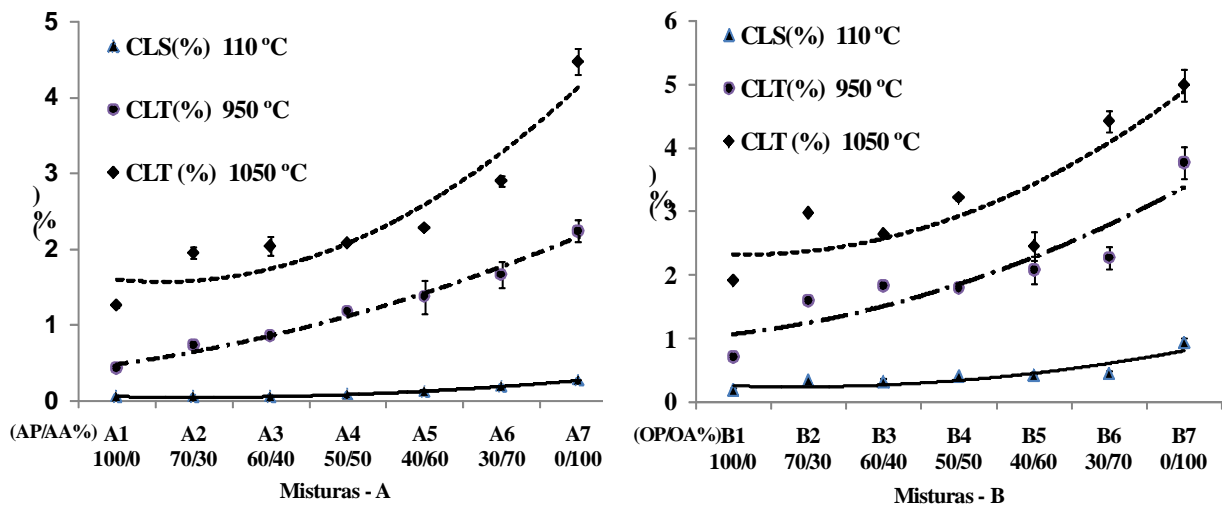 5
4
3
2
1
0
CLS(%) 110 ºC
CLT(%) 950 ºC
CLT (%) 1050 ºC
(%)
(AP/AA%) A1 A2 A3 A4 A5 A6 A7
100/0 70/30 60/40 50/50 40/60 30/70 0/100
Misturas - A
6
5
4
3
2
1
0
CLS(%) 110 ºC
CLT(%) 950 ºC
CLT (%) 1050 ºC
(%)
(OP/OA%) B1 B2 B3 B4 B5 B6 B7
100/0 70/30 60/40 50/50 40/60 30/70 0/100
Misturas - B